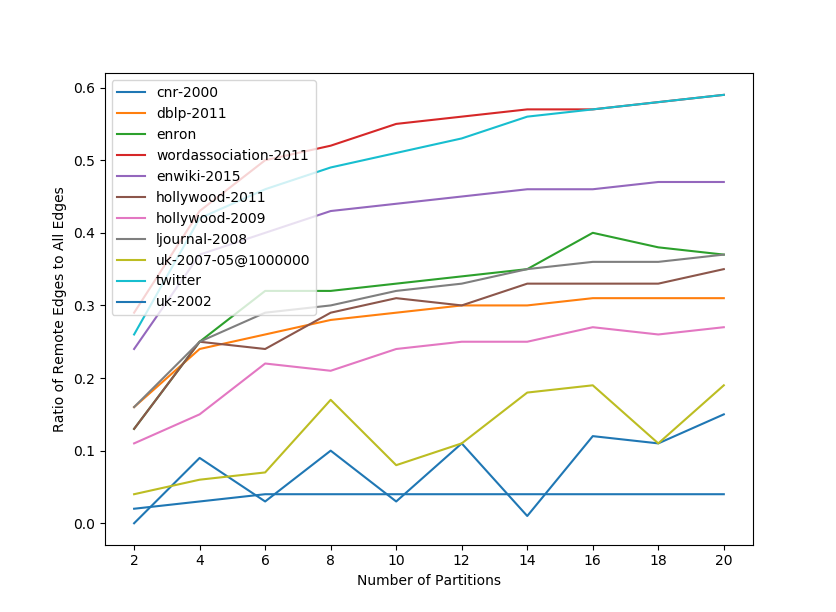 cnr-2000
dblp-2011
enron
wordassociation-2011
enwiki-2015
hollywood-2011
hollywood-2009
ljournal-2008
uk-2007-05@1000000
twitter
uk-2002
0.6
0.5
0.4
0.3
0.2
0.1
0.0
Ratio of Remote Edges to All Edges
2 4 6 8 10 12 14 16 18 20
Number of Partitions